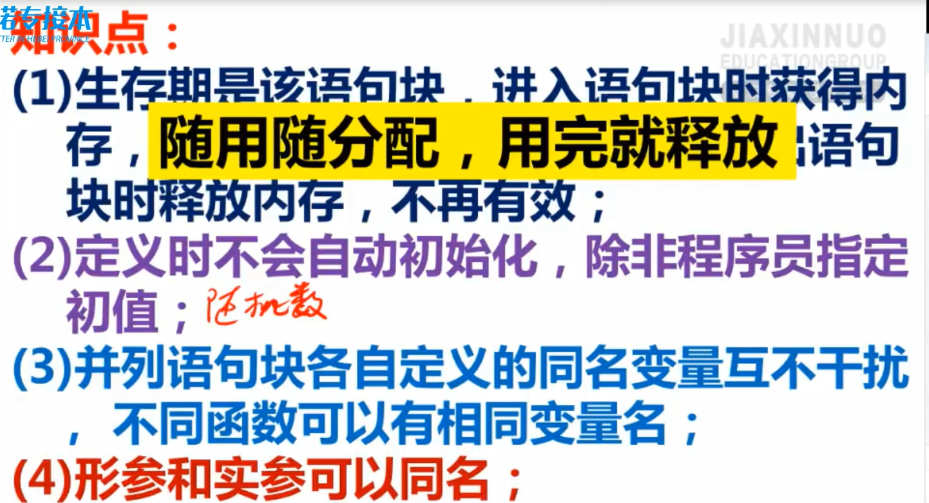 若专接本
知识点：
JIAXINNUO
EDUCATIONGROUP
(1)生存期是该语句块，进入语句块时获得内
存，
随用随分配，用完就释放
出语句
块时释放内存，不再有效；
(2)定义时不会自动初始化，除非程序员指定
初值；随机数
(3)并列语句块各自定义的同名变量互不干扰
，不同函数可以有相同变量名；
(4)形参和实参可以同名；